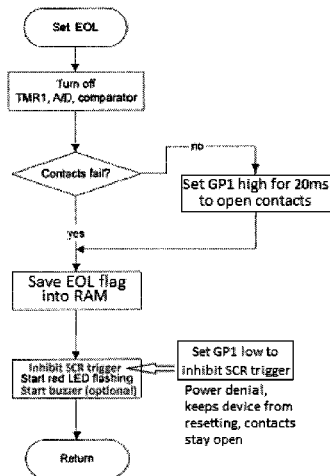 Set EOL
Turn off
TMR1, A/D, comparator
Contacts fail?
no
Set GP1 high for 20ms
to open contacts
yes
Save EOL flag
into RAM
Inhibit SCR trigger
Start red LED flashing
Start buzzer (optional)
Set GP1 low to
inhibit SCR trigger
Power denial,
keeps device from
resetting, contacts
stay open
Return